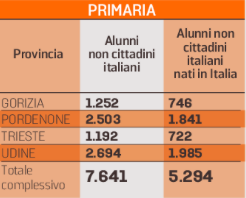 PRIMARIA
Provincia
Alunni
non cittadini
italiani
Alunni non
cittadini
italiani
nati in Italia
GORIZIA 1.252 746
PORDENONE 2.503 1.841
TRIESTE 1.192 722
UDINE 2.694 1.985
Totale
complessivo 7.641 5.294